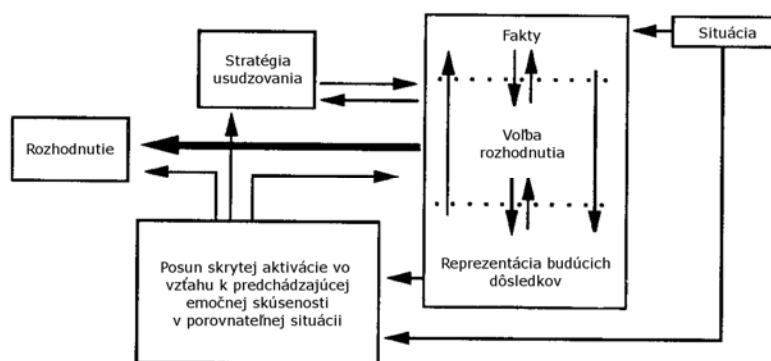 Fakty
Situácia
Stratégia
usudzovania
Rozhodnutie
Voľba
rozhodnutia
Reprezentácia budúcich
dôsledkov
Posun skrytej aktivácie vo
vzťahu k predchádzajúcej
emočnej skúsenosti
v porovnateľnej situácii